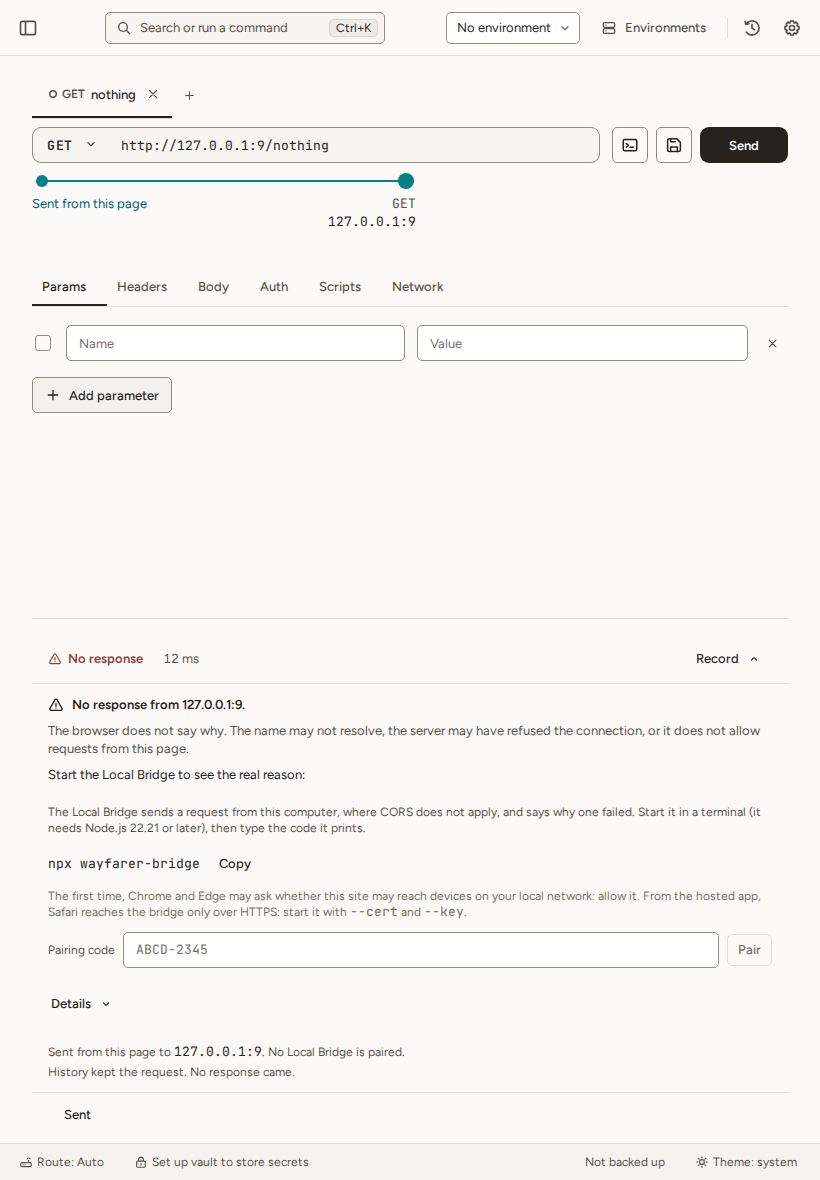 Search or run a command Ctrl+K No environment Environments
GET nothing
GET http://127.0.0.1:9/nothing Send
Sent from this page GET
127.0.0.1:9
Params Headers Body Auth Scripts Network
Name Value
Add parameter
No response 12 ms Record
No response from 127.0.0.1:9.
The browser does not say why. The name may not resolve, the server may have refused the connection, or it does not allow
requests from this page.
Start the Local Bridge to see the real reason:
The Local Bridge sends a request from this computer, where CORS does not apply, and says why one failed. Start it in a terminal (it
needs Node.js 22.21 or later), then type the code it prints.
npx wayfarer-bridge Copy
The first time, Chrome and Edge may ask whether this site may reach devices on your local network: allow it. From the hosted app,
Safari reaches the bridge only over HTTPS: start it with --cert and --key.
Pairing code ABCD-2345 Pair
Details
Sent from this page to 127.0.0.1:9. No Local Bridge is paired.
History kept the request. No response came.
Sent
Route: Auto Set up vault to store secrets Not backed up Theme: system